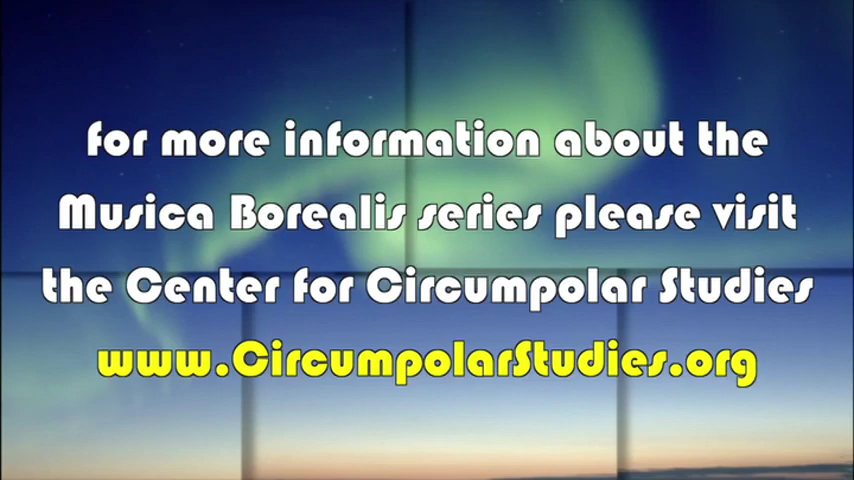 for more information about the
Musica Borealis series please visit
the Center for Circumpolar Studies
www.CircumpolarStudies.org